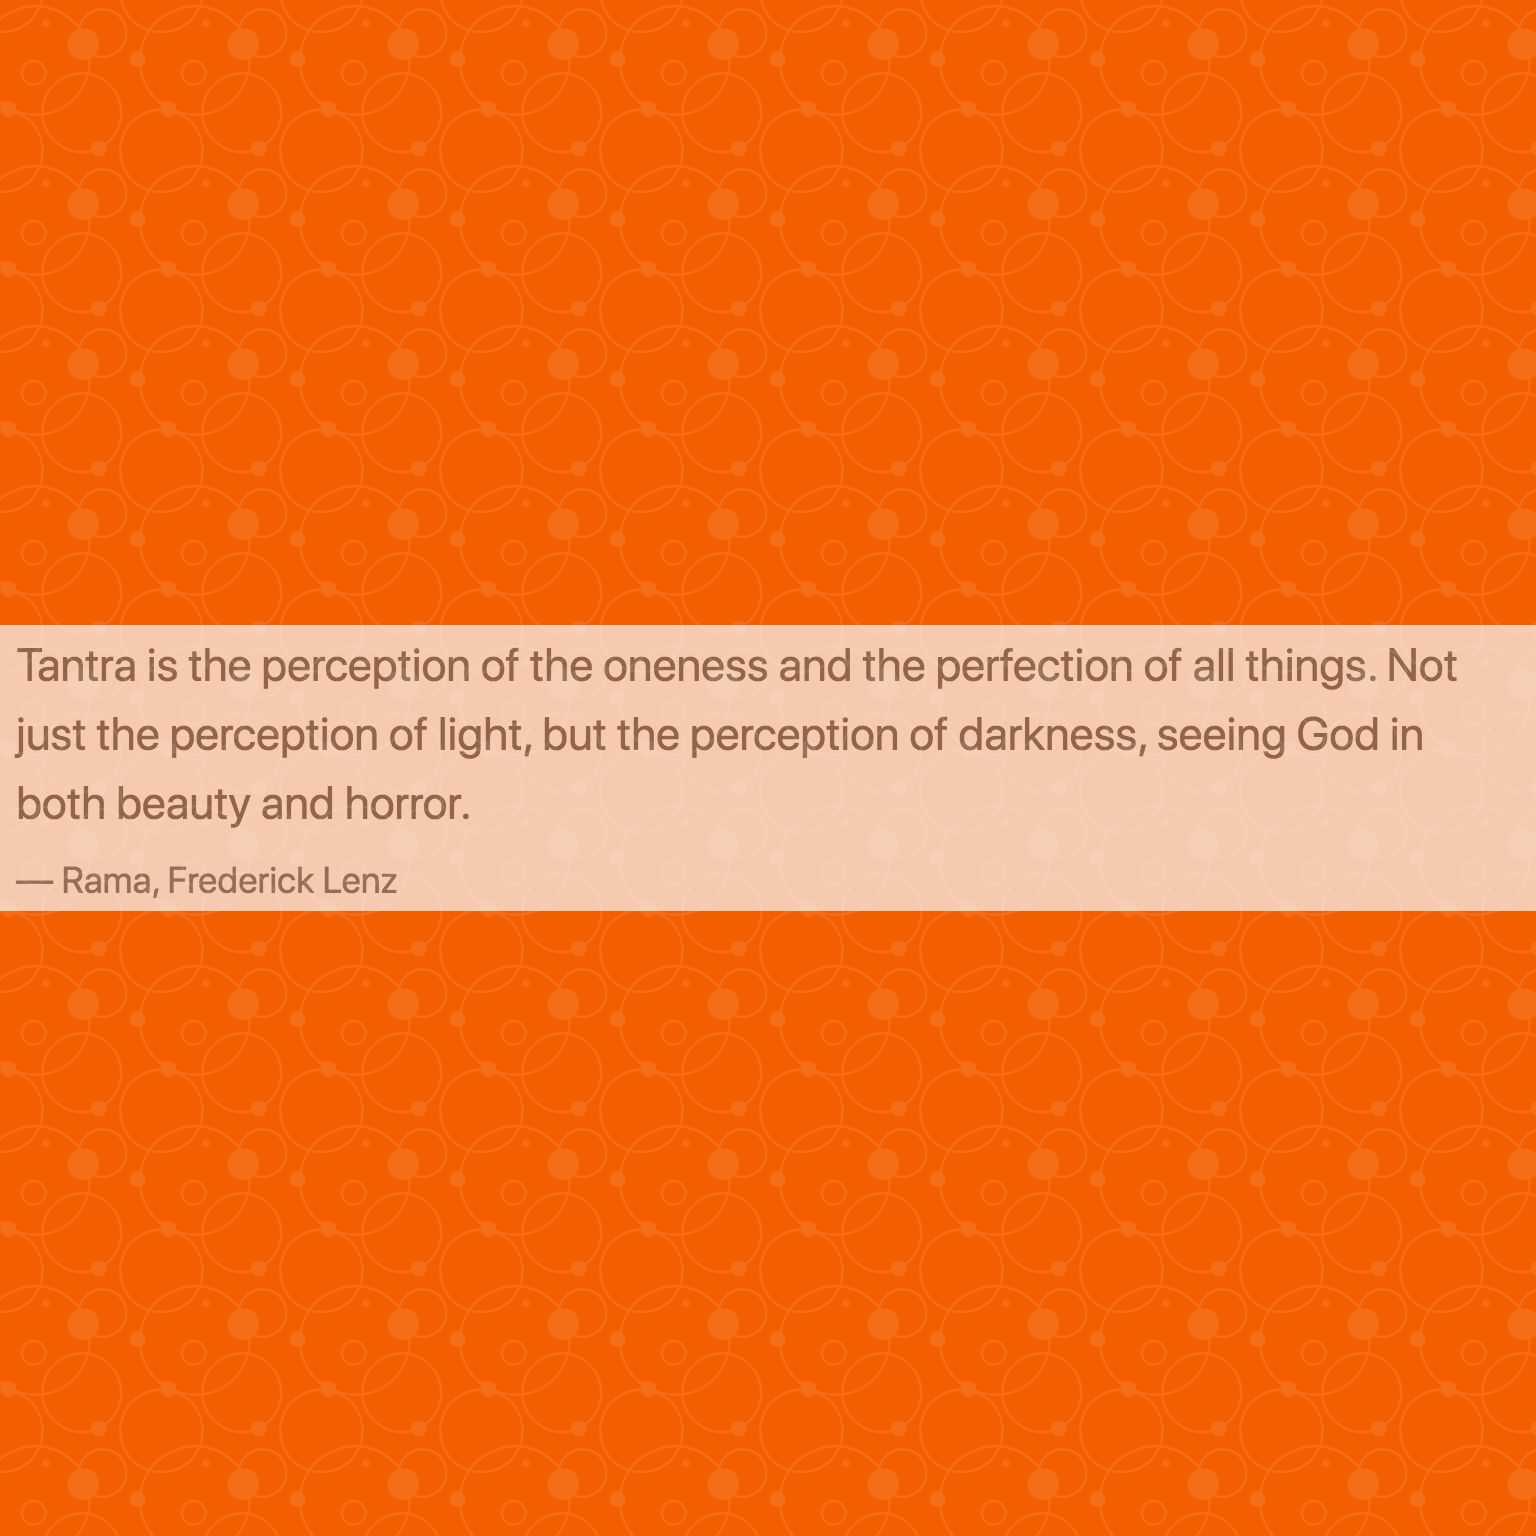 Tantra is the perception of the oneness and the perfection of all things. Not
just the perception of light, but the perception of darkness, seeing God in
both beauty and horror.
— Rama, Frederick Lenz